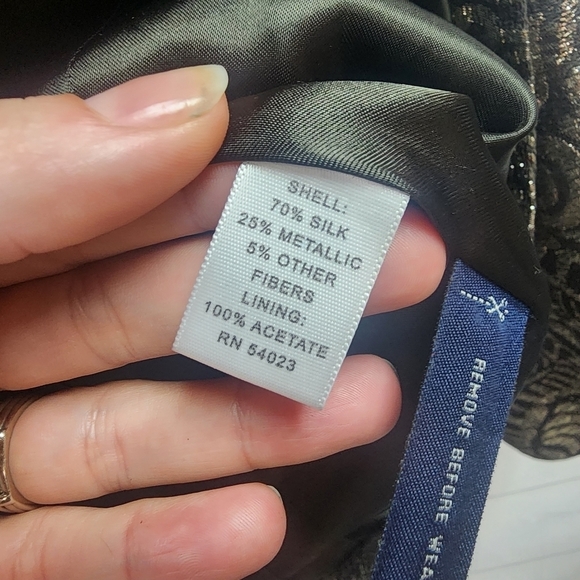 SHELL:
70% SILK
25% METALLIC
5% OTHER
FIBERS
LINING:
100% ACETATE
RN 54023
REMOVE BEFORE WEA